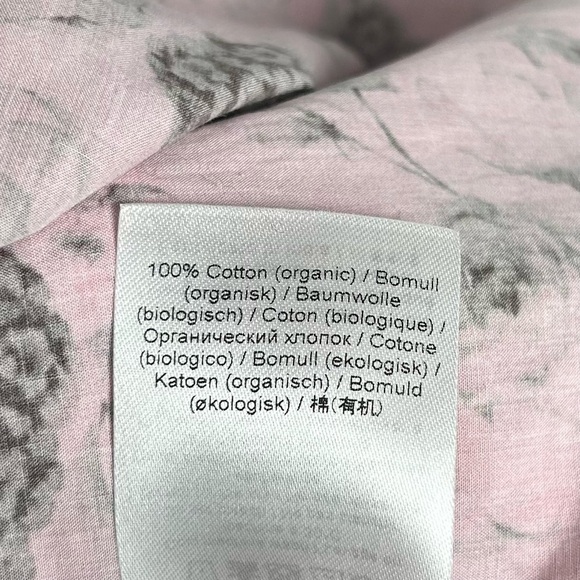 100% Cotton (organic) / Bomull
(organisk) / Baumwolle
(biologisch) / Coton (biologique) /
Органический хлопок / Cotone
(biologico) / Bomull (ekologisk) /
Katoen (organisch) / Bomuld
(økologisk) / 棉(有机)